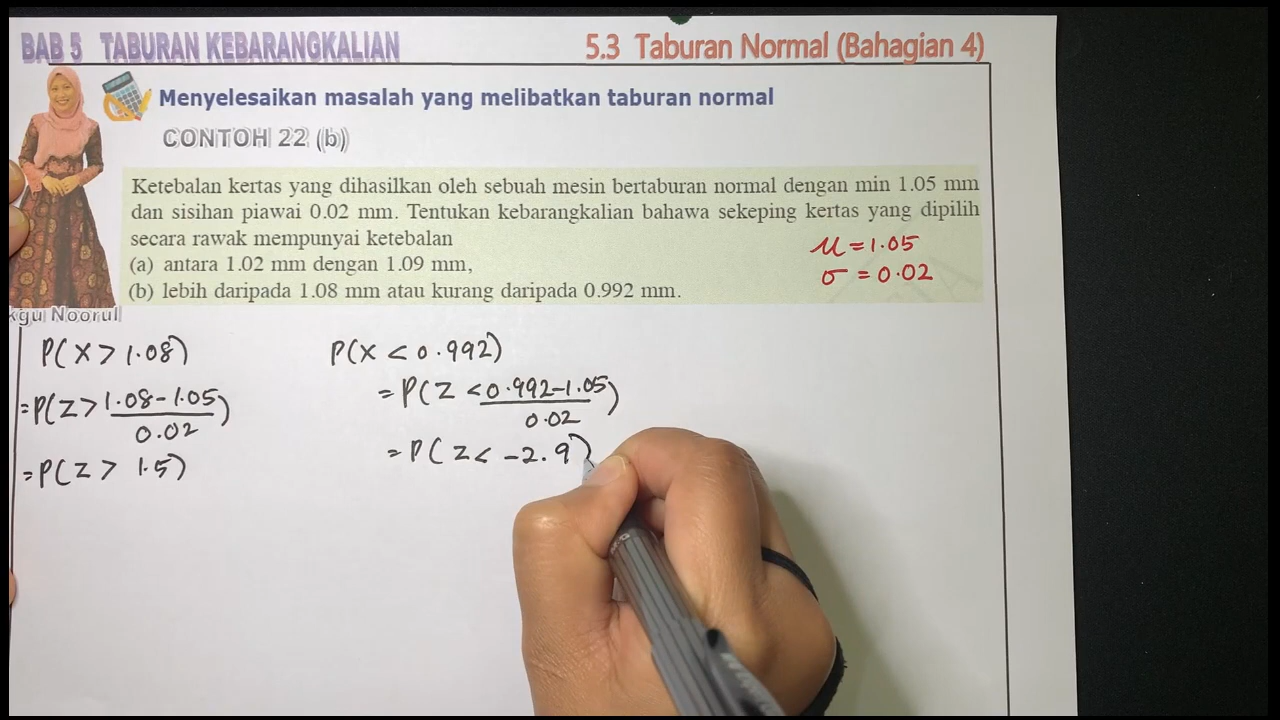 BAB 5 TABURAN KEBARANGKALIAN
5.3 Taburan Normal (Bahagian 4)
Menyelesaikan masalah yang melibatkan taburan normal
CONTOH 22 (b)
Ketebalan kertas yang dihasilkan oleh sebuah mesin bertaburan normal dengan min 1.05 mm
dan sisihan piawai 0.02 mm. Tentukan kebarangkalian bahawa sekeping kertas yang dipilih
secara rawak mempunyai ketebalan
(a) antara 1.02 mm dengan 1.09 mm,
(b) lebih daripada 1.08 mm atau kurang daripada 0.992 mm.
μ = 1.05
σ = 0.02
kgu Noorul
P(X > 1.08)
= P(Z > 1.08 - 1.05 / 0.02)
= P(Z > 1.5)
P(X < 0.992)
= P(Z < 0.992 - 1.05 / 0.02)
= P(Z < -2.9)